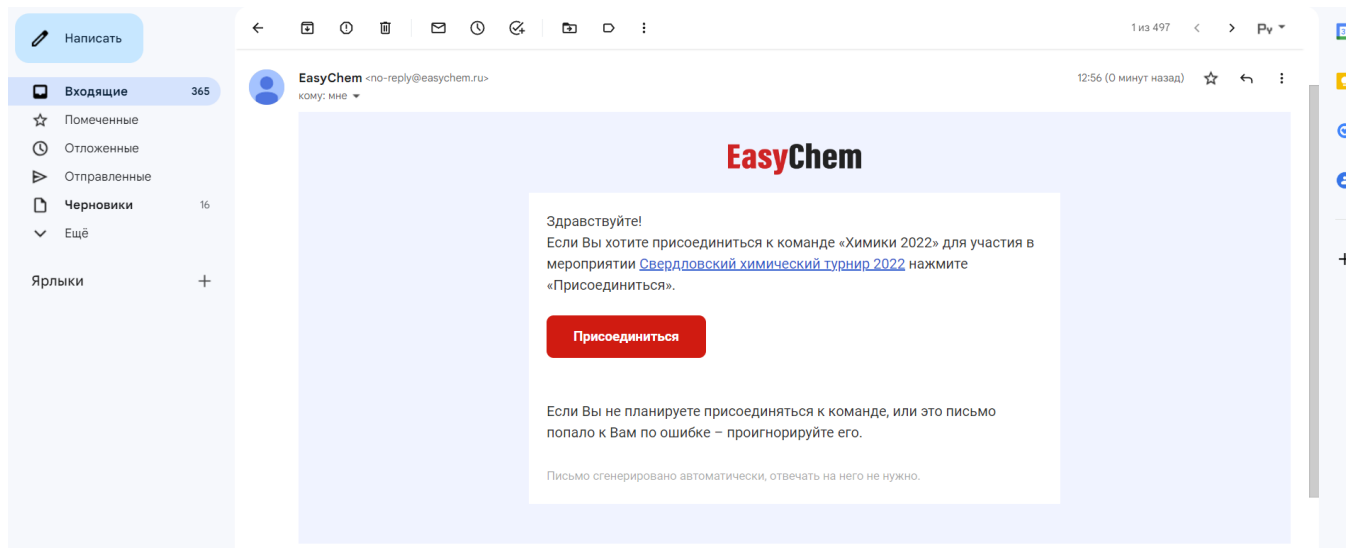 Написать
1 из 497
Ру
Входящие 365
Помеченные
Отложенные
Отправленные
Черновики 16
Ещё
Ярлыки
EasyChem <no-reply@easychem.ru>
12:56 (0 минут назад)
кому: мне
EasyChem
Здравствуйте!
Если Вы хотите присоединиться к команде «Химики 2022» для участия в
мероприятии Свердловский химический турнир 2022 нажмите
«Присоединиться».
Присоединиться
Если Вы не планируете присоединяться к команде, или это письмо
попало к Вам по ошибке – проигнорируйте его.
Письмо сгенерировано автоматически, отвечать на него не нужно.